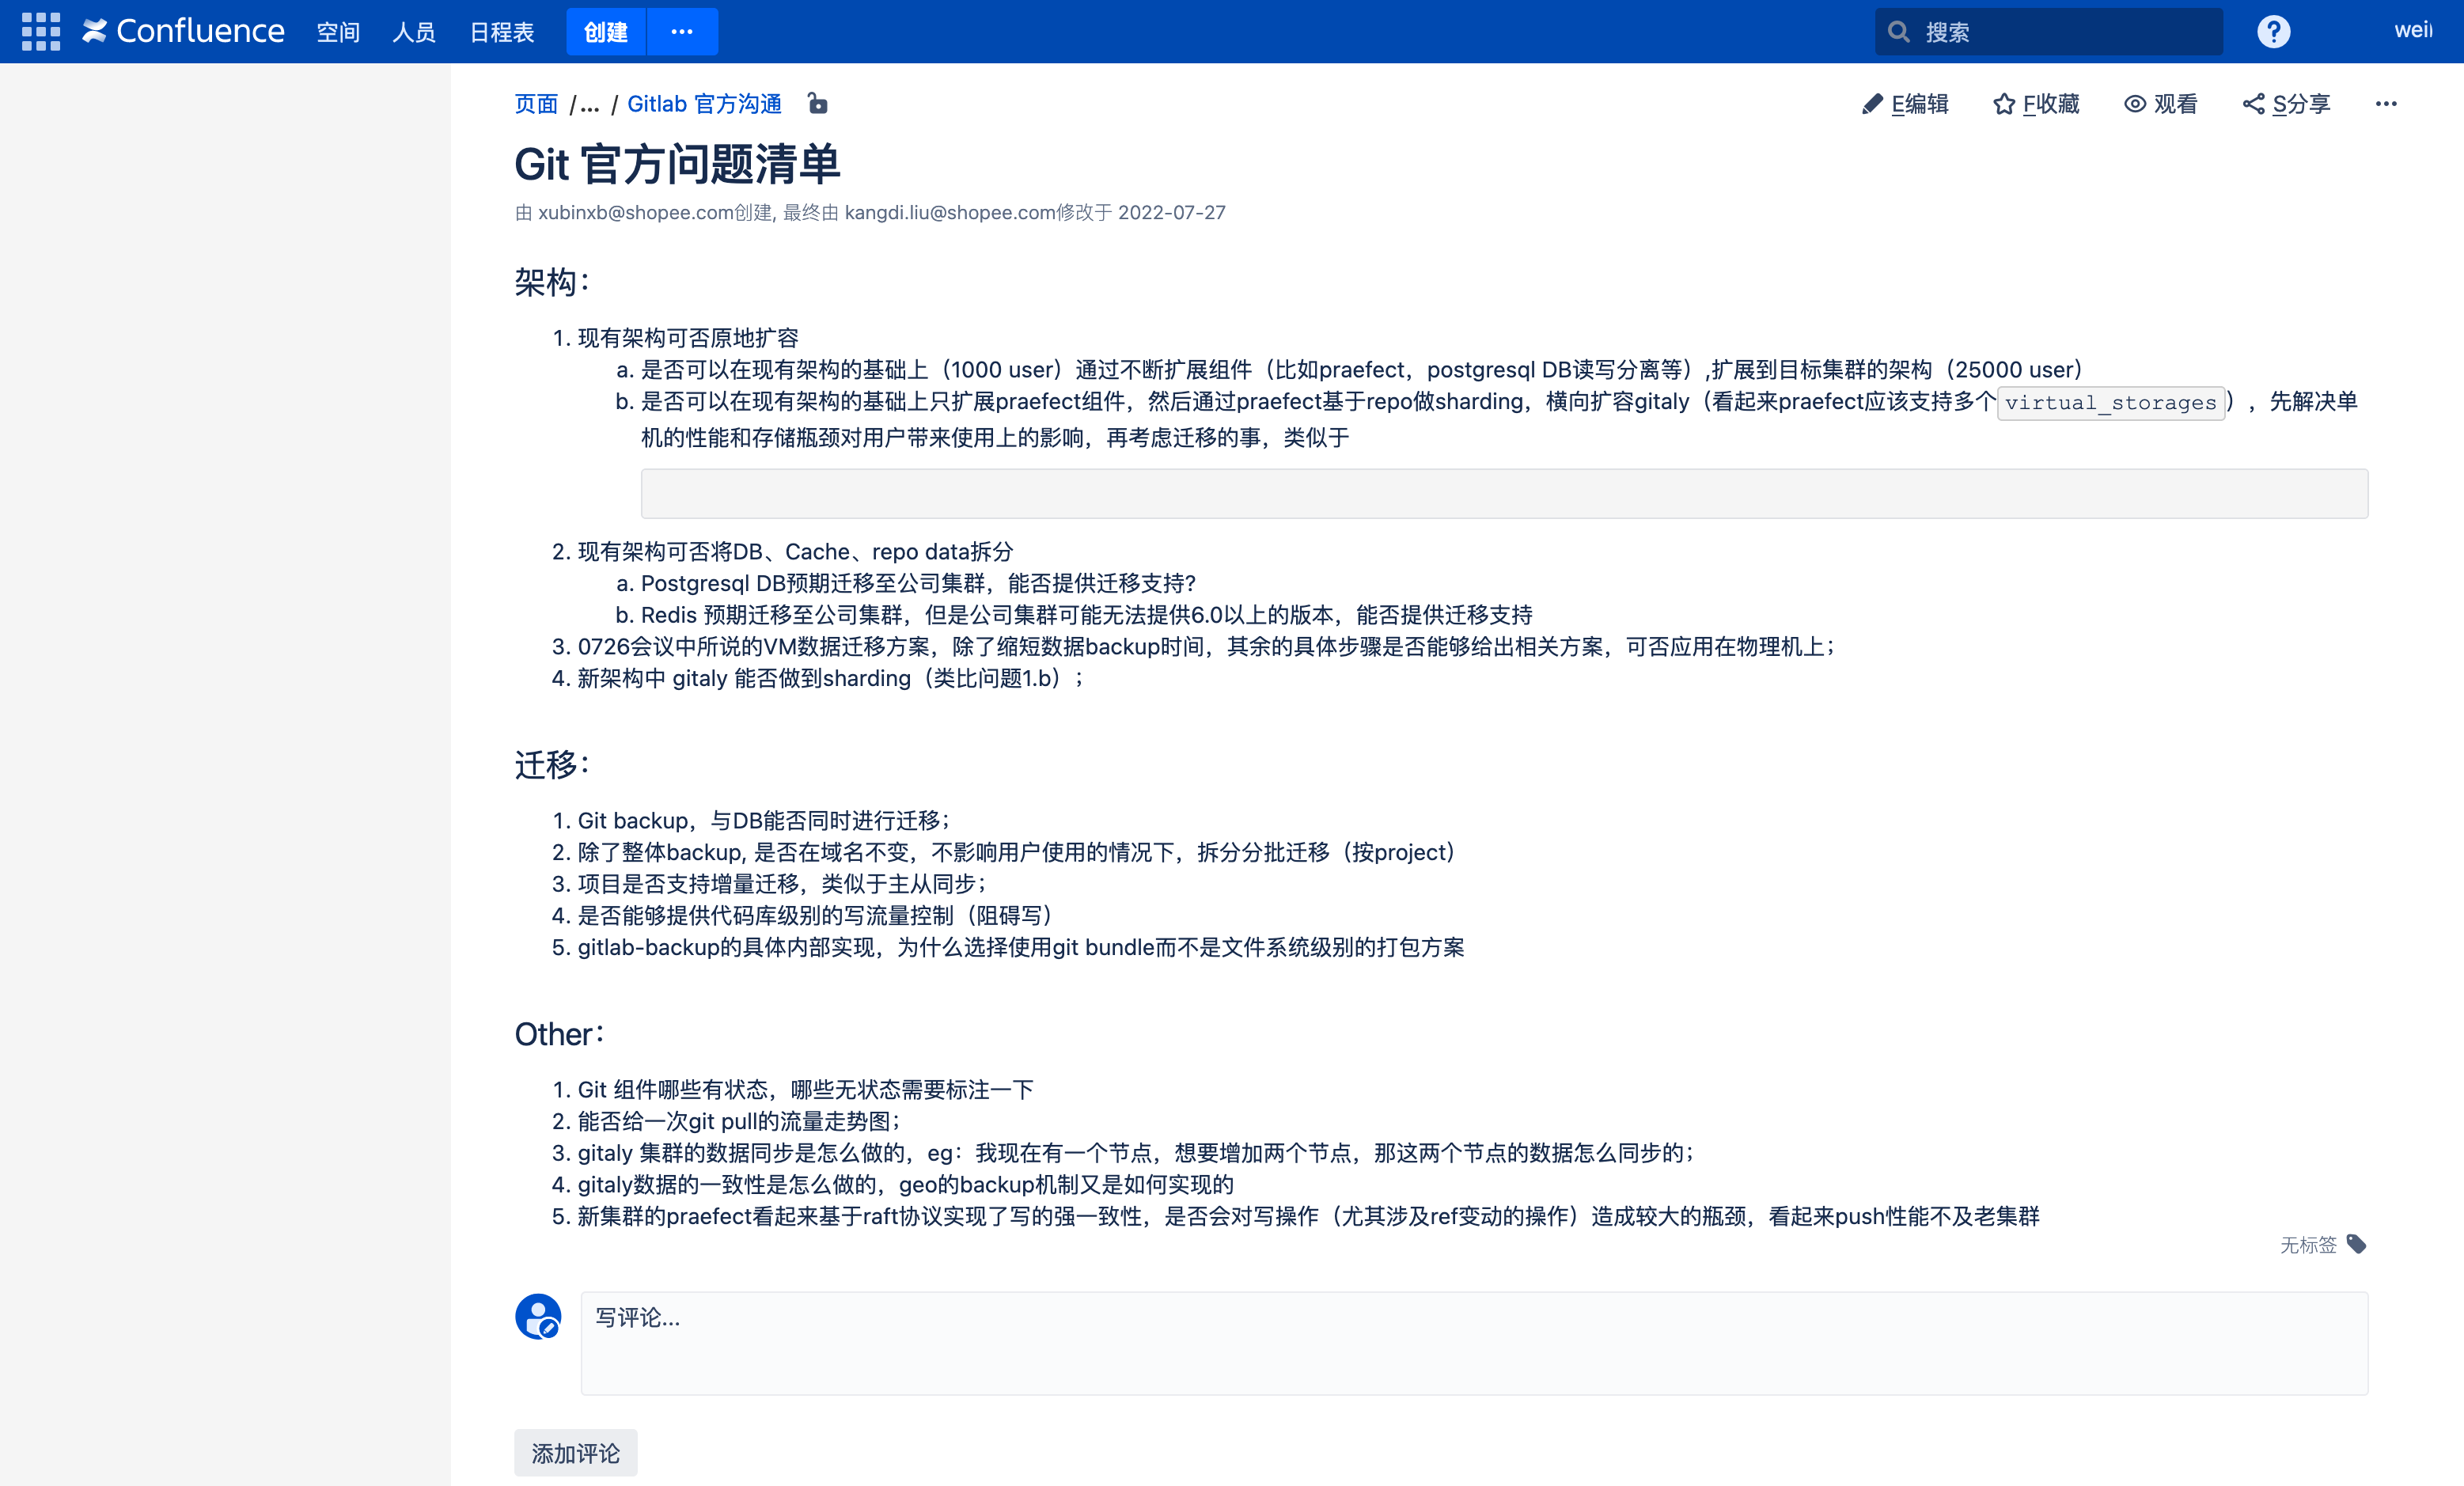 Confluence 空间 人员 日程表 创建 ••• 搜索 ? wei
页面 /... / Gitlab 官方沟通 E编辑 F收藏 观看 S分享 •••
Git 官方问题清单
由 xubinxb@shopee.com创建, 最终由 kangdi.liu@shopee.com修改于 2022-07-27
架构：
1. 现有架构可否原地扩容
a. 是否可以在现有架构的基础上（1000 user）通过不断扩展组件（比如praefect，postgresql DB读写分离等）,扩展到目标集群的架构（25000 user）
b. 是否可以在现有架构的基础上只扩展praefect组件，然后通过praefect基于repo做sharding，横向扩容gitaly（看起来praefect应该支持多个 virtual_storages ），先解决单
机的性能和存储瓶颈对用户带来使用上的影响，再考虑迁移的事，类似于
2. 现有架构可否将DB、Cache、repo data拆分
a. Postgresql DB预期迁移至公司集群，能否提供迁移支持?
b. Redis 预期迁移至公司集群，但是公司集群可能无法提供6.0以上的版本，能否提供迁移支持
3. 0726会议中所说的VM数据迁移方案，除了缩短数据backup时间，其余的具体步骤是否能够给出相关方案，可否应用在物理机上；
4. 新架构中 gitaly 能否做到sharding（类比问题1.b）；
迁移：
1. Git backup，与DB能否同时进行迁移；
2. 除了整体backup, 是否在域名不变，不影响用户使用的情况下，拆分分批迁移（按project）
3. 项目是否支持增量迁移，类似于主从同步；
4. 是否能够提供代码库级别的写流量控制（阻碍写）
5. gitlab-backup的具体内部实现，为什么选择使用git bundle而不是文件系统级别的打包方案
Other：
1. Git 组件哪些有状态，哪些无状态需要标注一下
2. 能否给一次git pull的流量走势图；
3. gitaly 集群的数据同步是怎么做的，eg：我现在有一个节点，想要增加两个节点，那这两个节点的数据怎么同步的；
4. gitaly数据的一致性是怎么做的，geo的backup机制又是如何实现的
5. 新集群的praefect看起来基于raft协议实现了写的强一致性，是否会对写操作（尤其涉及ref变动的操作）造成较大的瓶颈，看起来push性能不及老集群
无标签
写评论...
添加评论